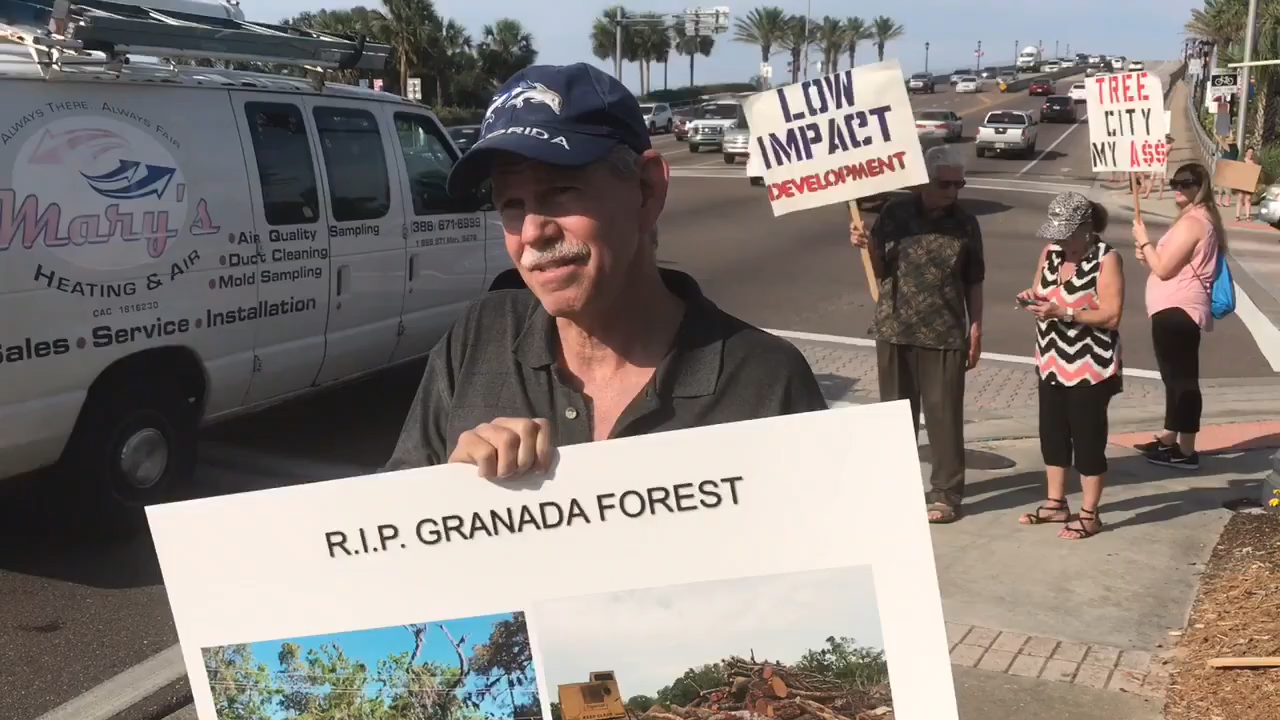 ALWAYS THERE. ALWAYS FAIR
Mary's
HEATING & AIR
CAC 1816230
• Air Quality Sampling
• Duct Cleaning
• Mold Sampling
Sales • Service • Installation
(386) 671-6999
LOW
IMPACT
DEVELOPMENT
TREE
CITY
MY A$$
R.I.P. GRANADA FOREST